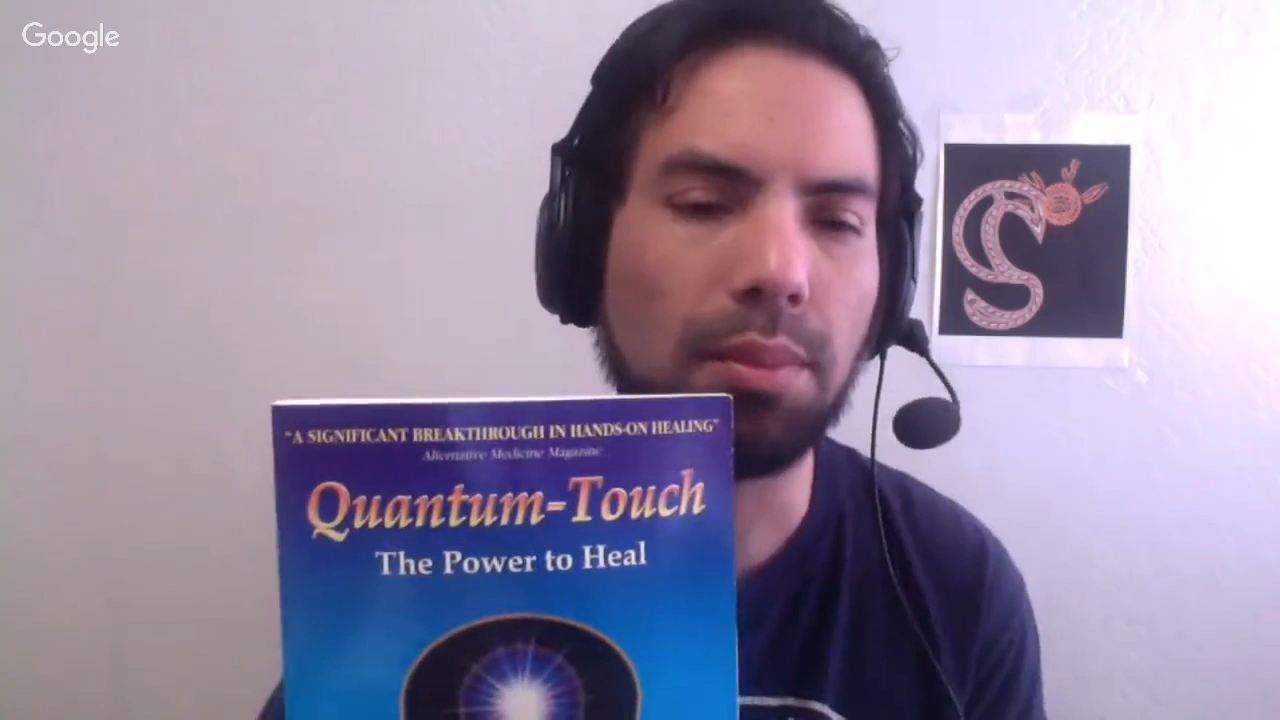 Google
"A SIGNIFICANT BREAKTHROUGH IN HANDS-ON HEALING"
Alternative Medicine Magazine
Quantum-Touch
The Power to Heal